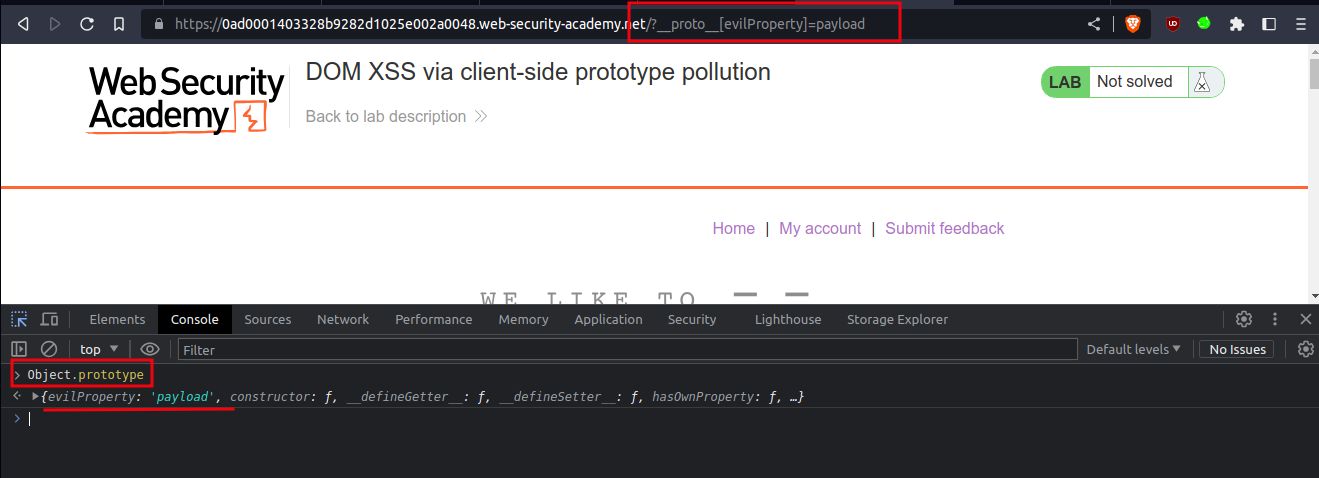 https://0ad0001403328b9282d1025e002a0048.web-security-academy.net/?__proto__[evilProperty]=payload
WebSecurity
Academy
DOM XSS via client-side prototype pollution
Back to lab description
LAB Not solved
Home | My account | Submit feedback
WE LIKE TO
Elements Console Sources Network Performance Memory Application Security Lighthouse Storage Explorer
top Filter Default levels No Issues
> Object.prototype
{evilProperty: 'payload', constructor: ƒ, __defineGetter__: ƒ, __defineSetter__: ƒ, hasOwnProperty: ƒ, …}
>